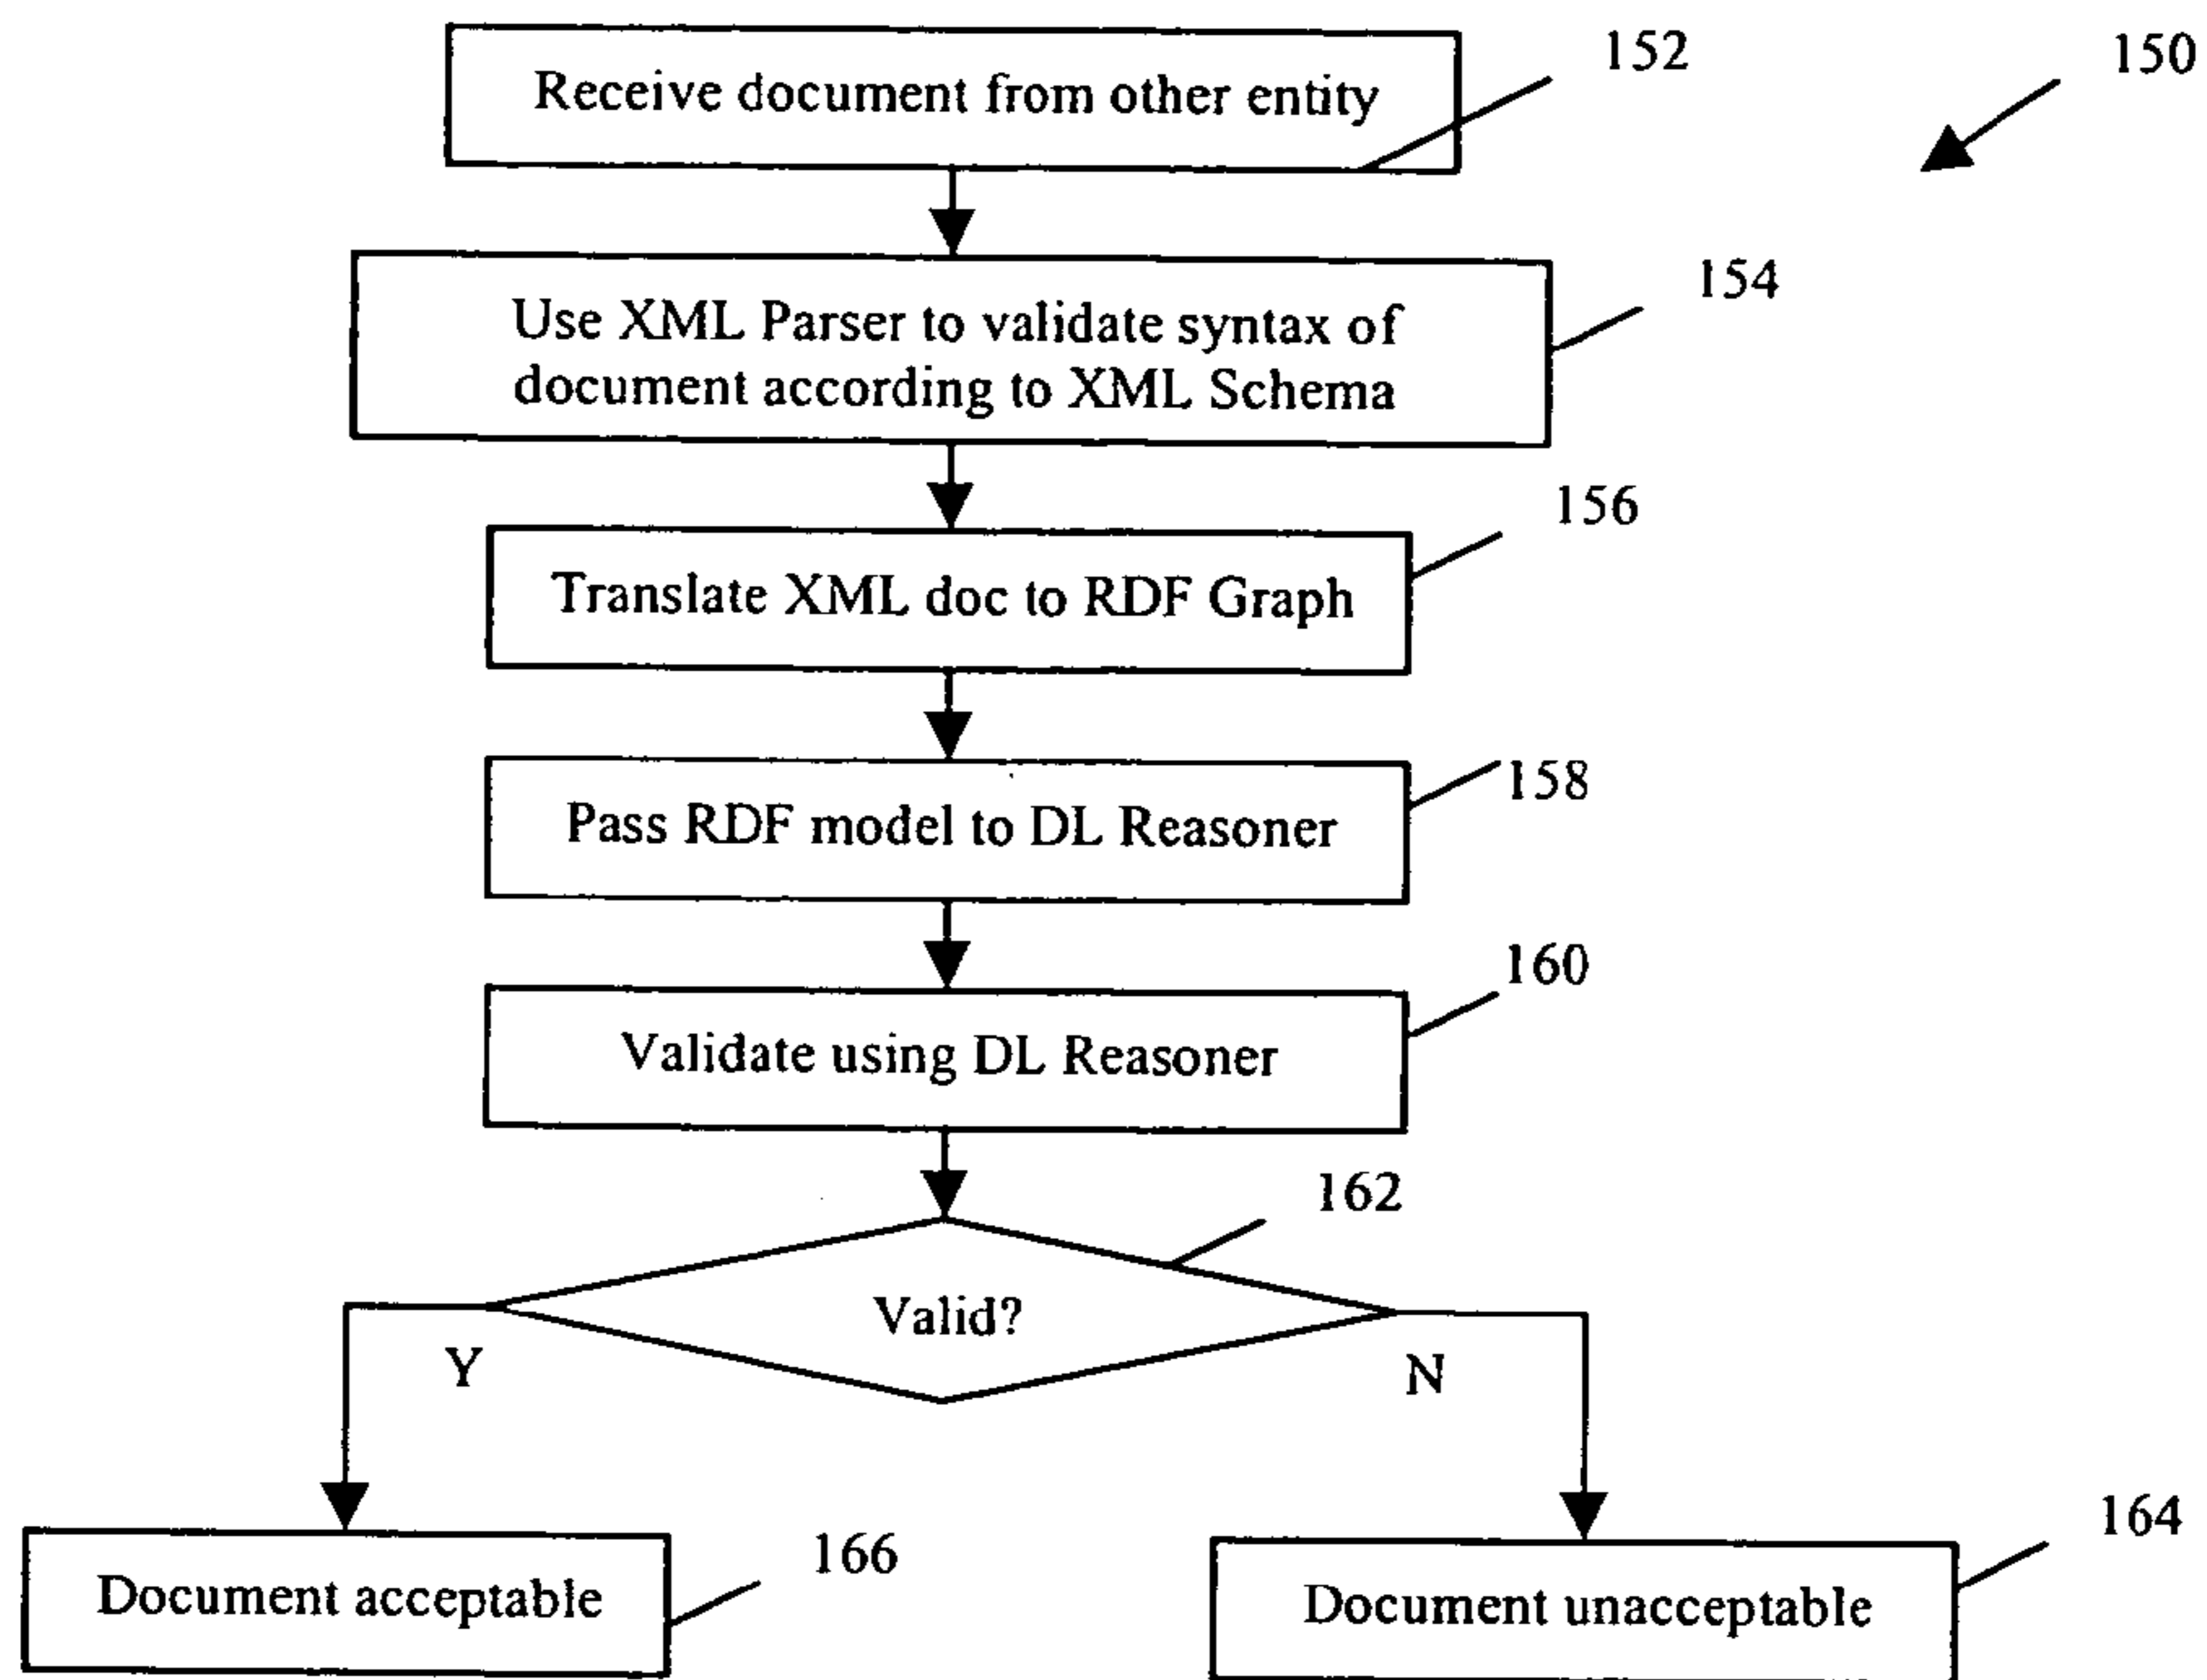 152
150
Receive document from other entity
154
Use XML Parser to validate syntax of
document according to XML Schema
156
Translate XML doc to RDF Graph
158
Pass RDF model to DL Reasoner
160
Validate using DL Reasoner
162
Valid?
Y
N
166
164
Document acceptable
Document unacceptable